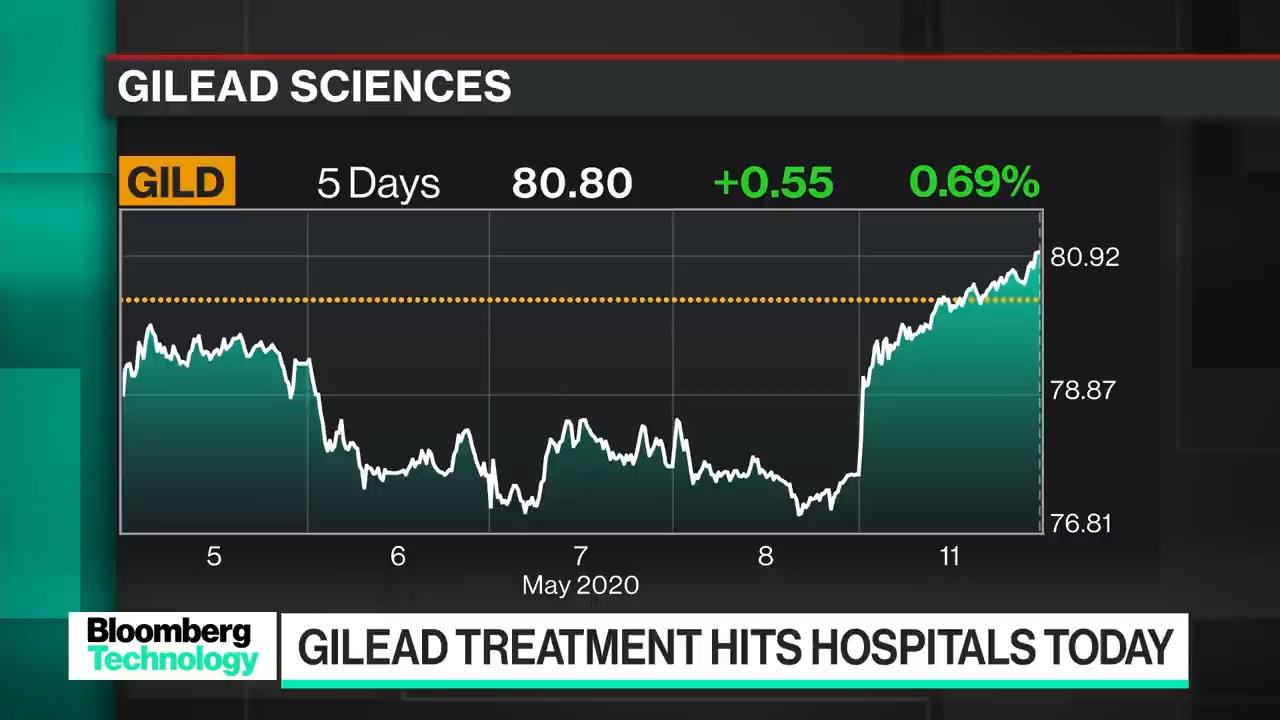 GILEAD SCIENCES
GILD 5 Days 80.80 +0.55 0.69%
80.92
78.87
76.81
5 6 7 8 11
May 2020
Bloomberg
Technology
GILEAD TREATMENT HITS HOSPITALS TODAY